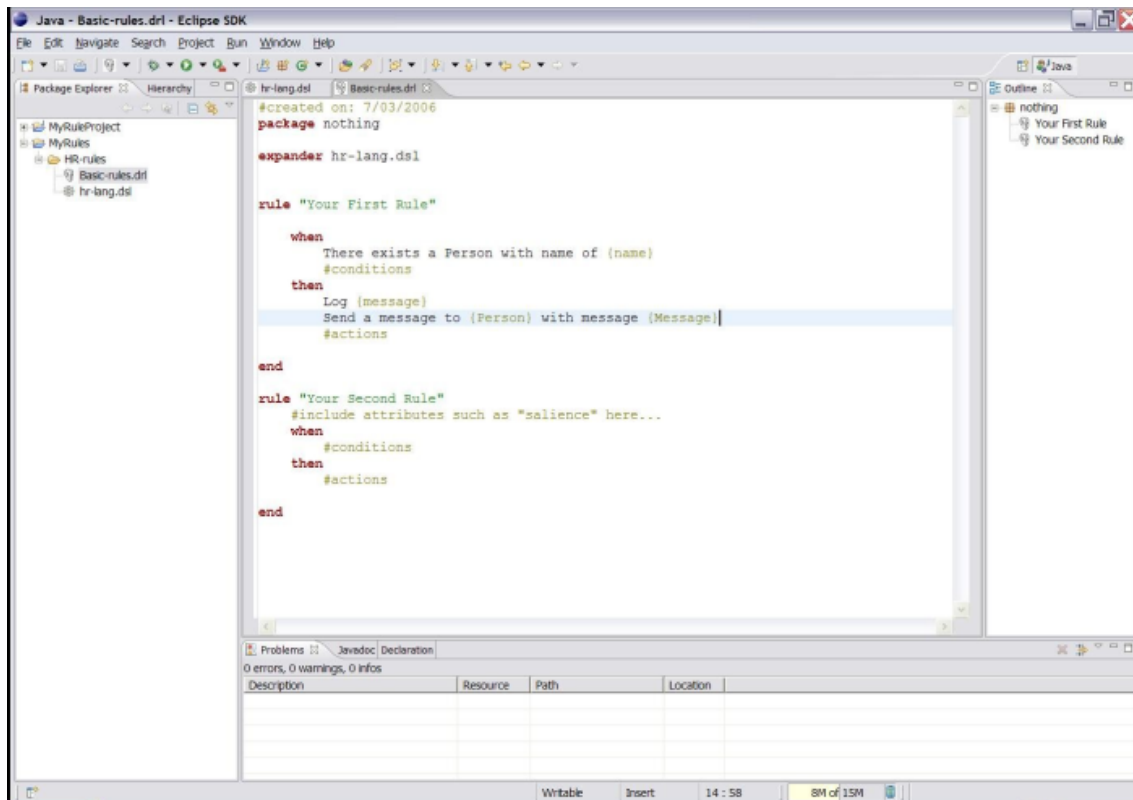 Java - Basic-rules.drl - Eclipse SDK
File Edit Navigate Search Project Run Window Help
Java
Package Explorer Hierarchy
MyRuleProject
MyRules
HR-rules
Basic-rules.drl
hr-lang.dsl
hr-lang.dsl Basic-rules.drl
#created on: 7/03/2006
package nothing
expander hr-lang.dsl
rule "Your First Rule"
when
There exists a Person with name of {name}
#conditions
then
Log {message}
Send a message to {Person} with message {Message}
#actions
end
rule "Your Second Rule"
#include attributes such as "salience" here...
when
#conditions
then
#actions
end
Outline
nothing
Your First Rule
Your Second Rule
Problems Javadoc Declaration
0 errors, 0 warnings, 0 infos
Description Resource Path Location
Writable Insert 14 : 58 8M of 15M